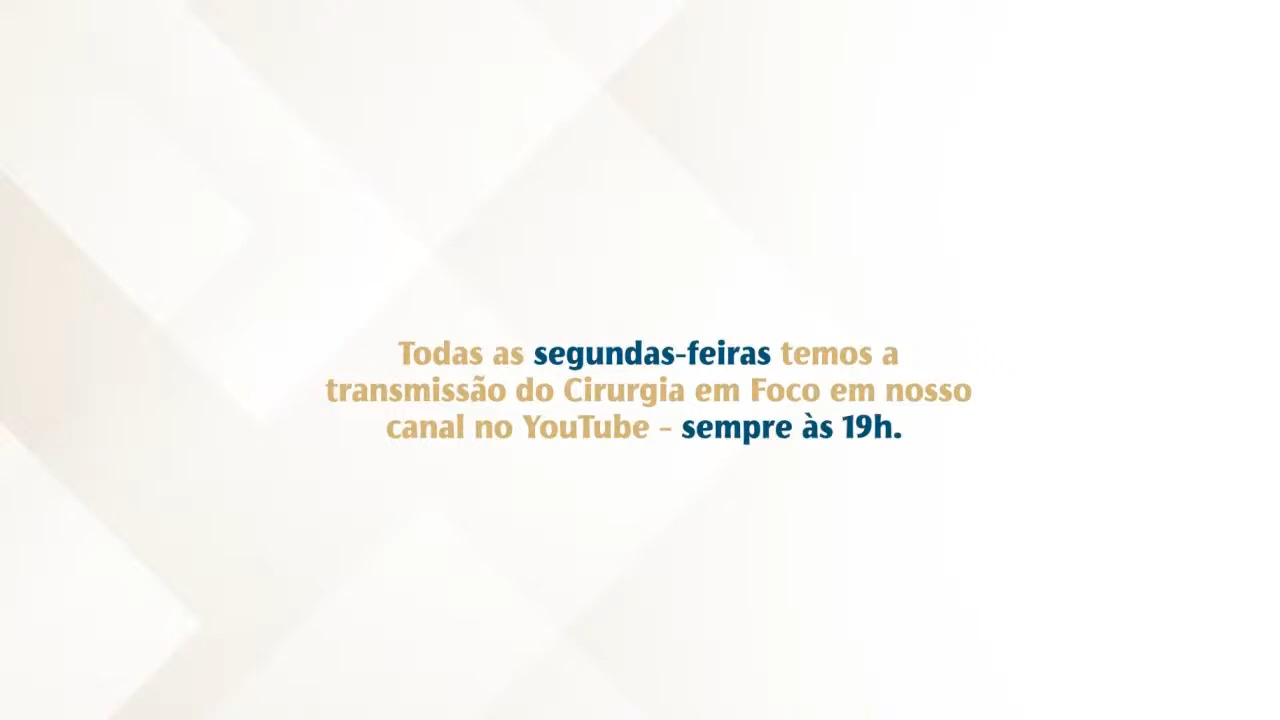 Todas as segundas-feiras temos a
transmissão do Cirurgia em Foco em nosso
canal no YouTube - sempre às 19h.